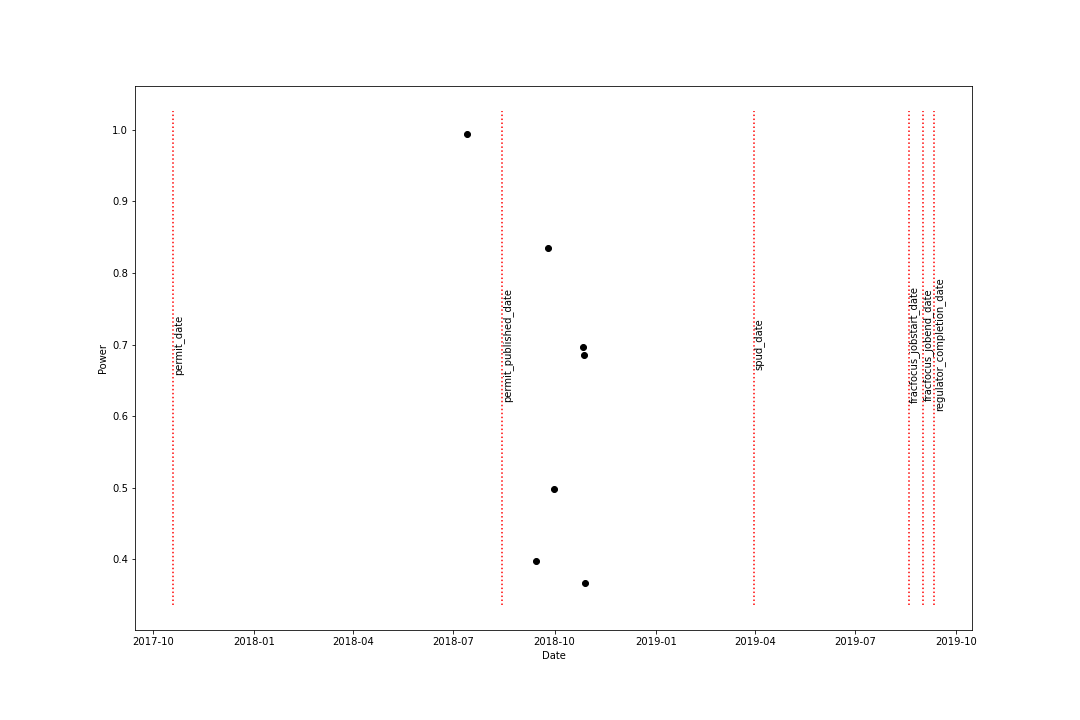 1.0
0.9
0.8
0.7
0.6
0.5
0.4
Power
permit_date
permit_published_date
spud_date
fracfocus_jobstart_date
fracfocus_jobend_date
regulator_completion_date
2017-10
2018-01
2018-04
2018-07
2018-10
2019-01
2019-04
2019-07
2019-10
Date